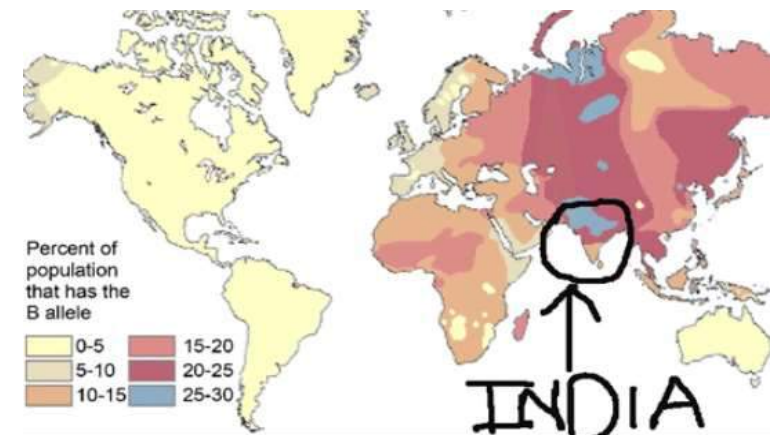 Percent of
population
that has the
B allele
0-5 15-20
5-10 20-25
10-15 25-30
INDIA